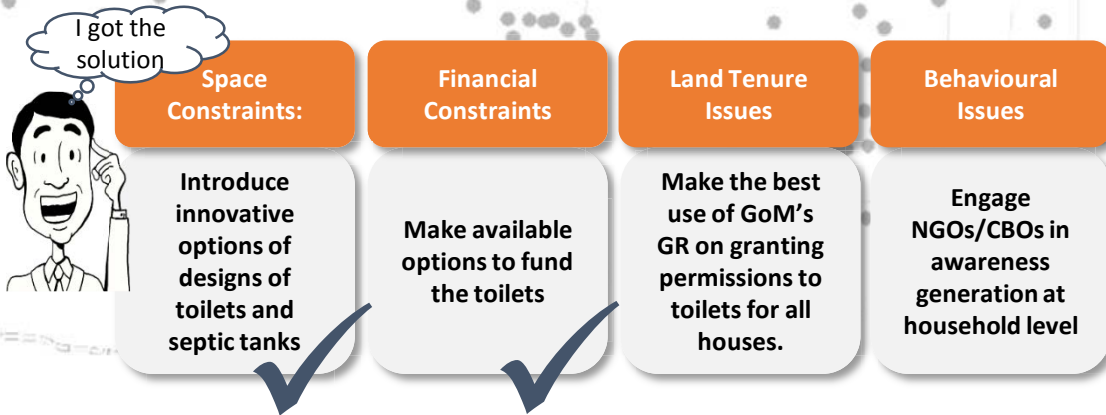 I got the
solution
Space
Constraints:
Introduce
innovative
options of
designs of
toilets and
septic tanks
Financial
Constraints
Make available
options to fund
the toilets
Land Tenure
Issues
Make the best
use of GoM’s
GR on granting
permissions to
toilets for all
houses.
Behavioural
Issues
Engage
NGOs/CBOs in
awareness
generation at
household level